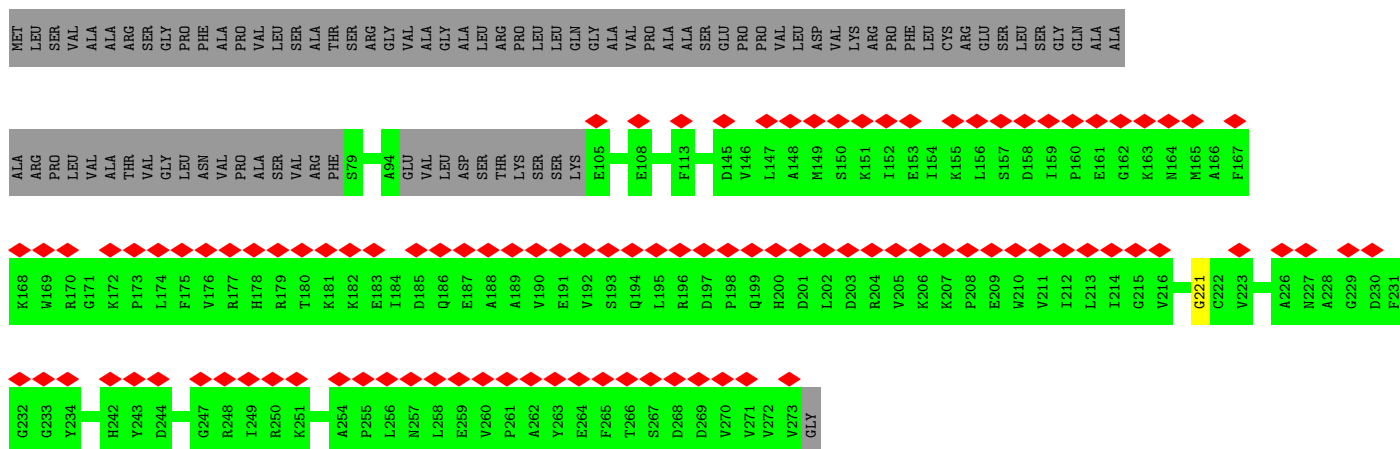 MET LEU SER VAL ALA ALA ARG SER GLY PRO PHE ALA PRO VAL LEU SER ALA THR SER ARG GLY VAL ALA GLY ALA LEU ARG PRO LEU LEU GLN GLY ALA VAL PRO ALA ALA SER GLU PRO PRO VAL LEU ASP VAL LYS ARG PRO PHE LEU CYS ARG GLU SER LEU SER GLY GLN ALA ALA
ALA ARG PRO LEU VAL ALA THR VAL GLY LEU ASN VAL PRO ALA SER VAL ARG PHE S79 A94 GLU VAL LEU ASP SER THR LYS SER SER LYS E105 E108 F113 D145 V146 L147 A148 M149 S150 K151 I152 E153 I154 K155 L156 S157 D158 I159 P160 E161 G162 K163 N164 M165 A166 F167
K168 W169 R170 G171 K172 P173 L174 F175 V176 R177 H178 R179 T180 K181 K182 E183 I184 D185 Q186 E187 A188 A189 V190 E191 V192 S193 Q194 L195 R196 D197 P198 Q199 H200 D201 L202 D203 R204 V205 K206 K207 P208 E209 W210 V211 I212 L213 I214 G215 V216 G221 C222 V223 A226 N227 A228 G229 D230 F231
G232 G233 Y234 H242 Y243 D244 G247 R248 I249 R250 K251 A254 P255 L256 N257 L258 E259 V260 P261 A262 Y263 E264 F265 T266 S267 D268 D269 V270 V271 V272 V273 GLY